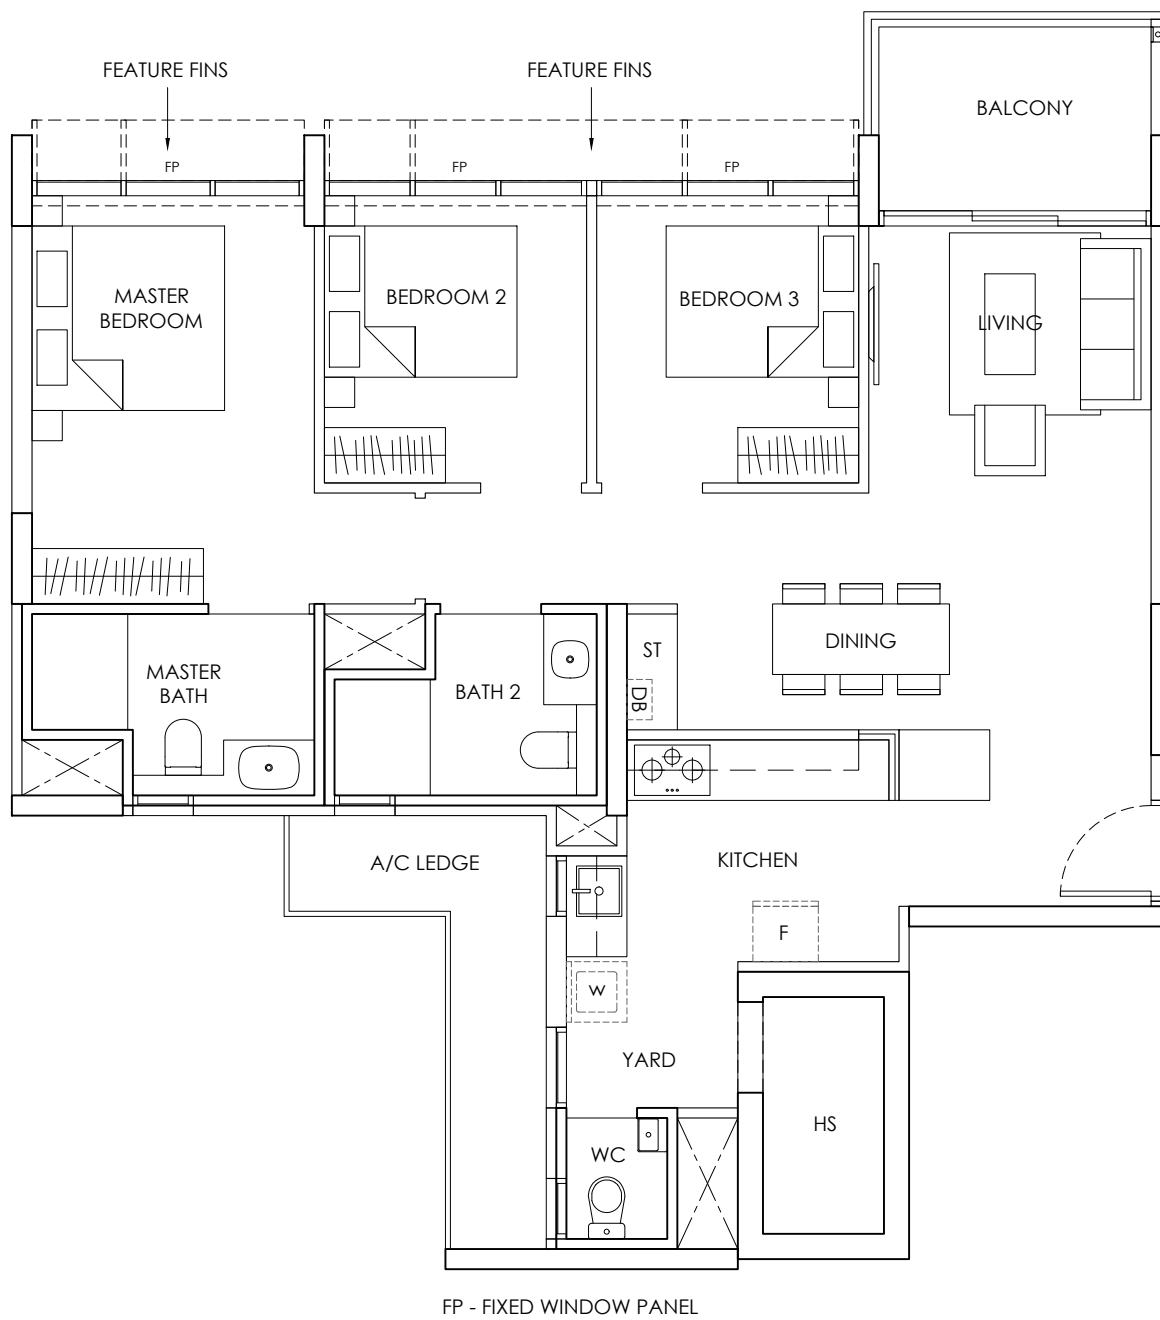 FEATURE FINS
FEATURE FINS
BALCONY
FP
FP
FP
MASTER
BEDROOM
BEDROOM 2
BEDROOM 3
LIVING
DINING
ST
DB
MASTER
BATH
BATH 2
A/C LEDGE
KITCHEN
F
W
YARD
HS
WC
FP - FIXED WINDOW PANEL